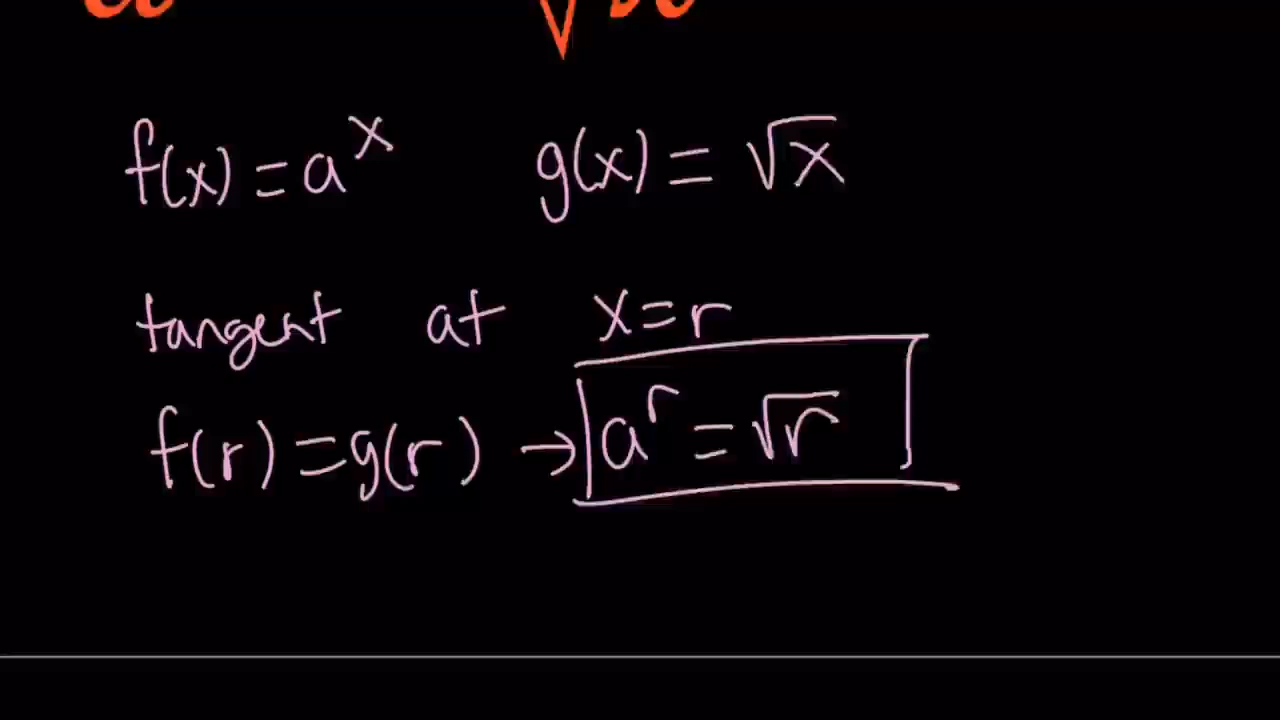 f(x) = a^x g(x) = √x
tangent at x = r
f(r) = g(r) → a^r = √r